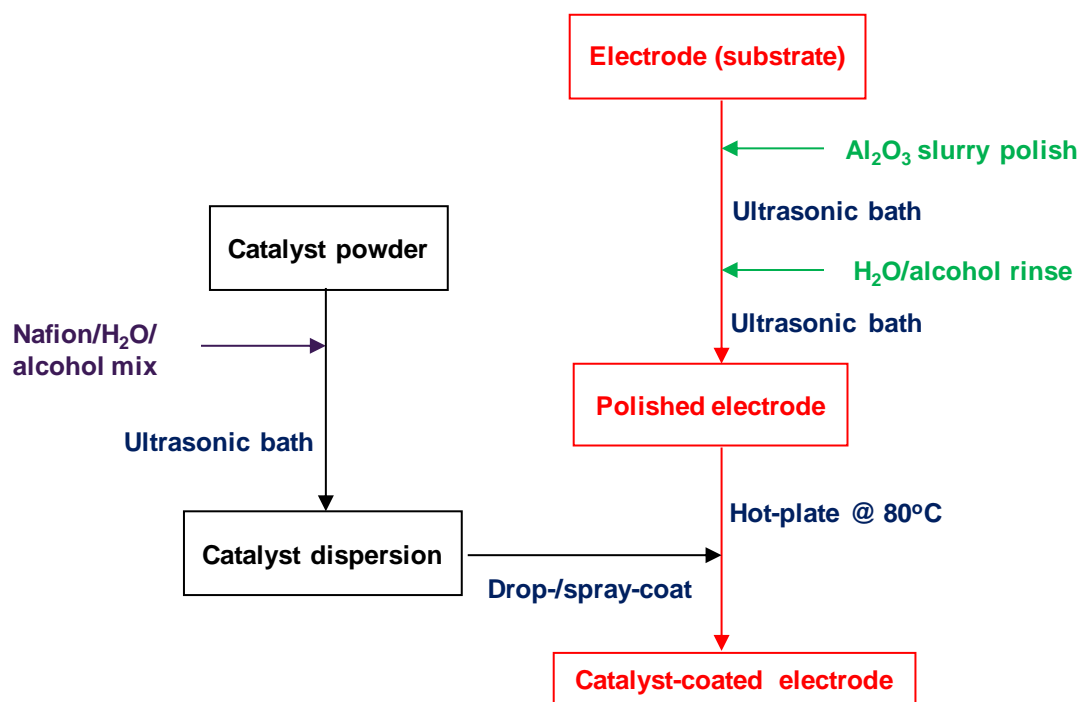 Electrode (substrate)
Al₂O₃ slurry polish
Ultrasonic bath
Catalyst powder
H₂O/alcohol rinse
Nafion/H₂O/
alcohol mix
Ultrasonic bath
Polished electrode
Ultrasonic bath
Hot-plate @ 80°C
Catalyst dispersion
Drop-/spray-coat
Catalyst-coated electrode